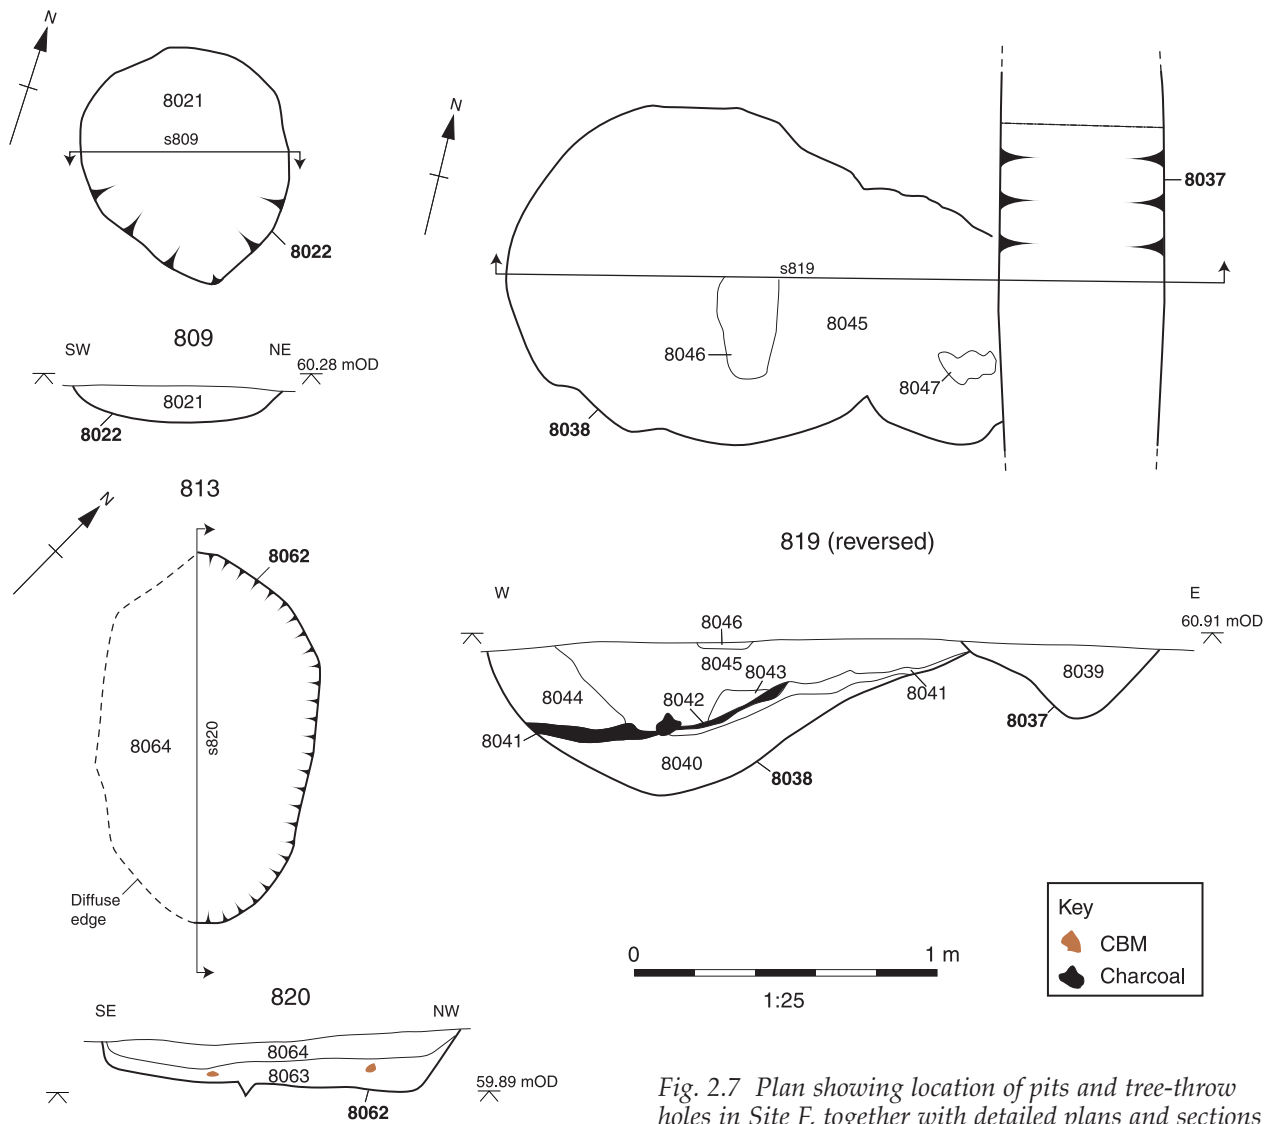 N
8021
s809
8022
809
SW
NE
60.28 mOD
8021
8022
N
s819
8037
8046
8045
8047
8038
813
N
8062
8064
s820
Diffuse
edge
819 (reversed)
W
E
60.91 mOD
8046
8045
8043
8044
8042
8041
8041
8039
8037
8040
8038
820
SE
NW
8064
8063
8062
59.89 mOD
0
1 m
1:25
Key
CBM
Charcoal
Fig. 2.7 Plan showing location of pits and tree-throw
holes in Site F, together with detailed plans and sections